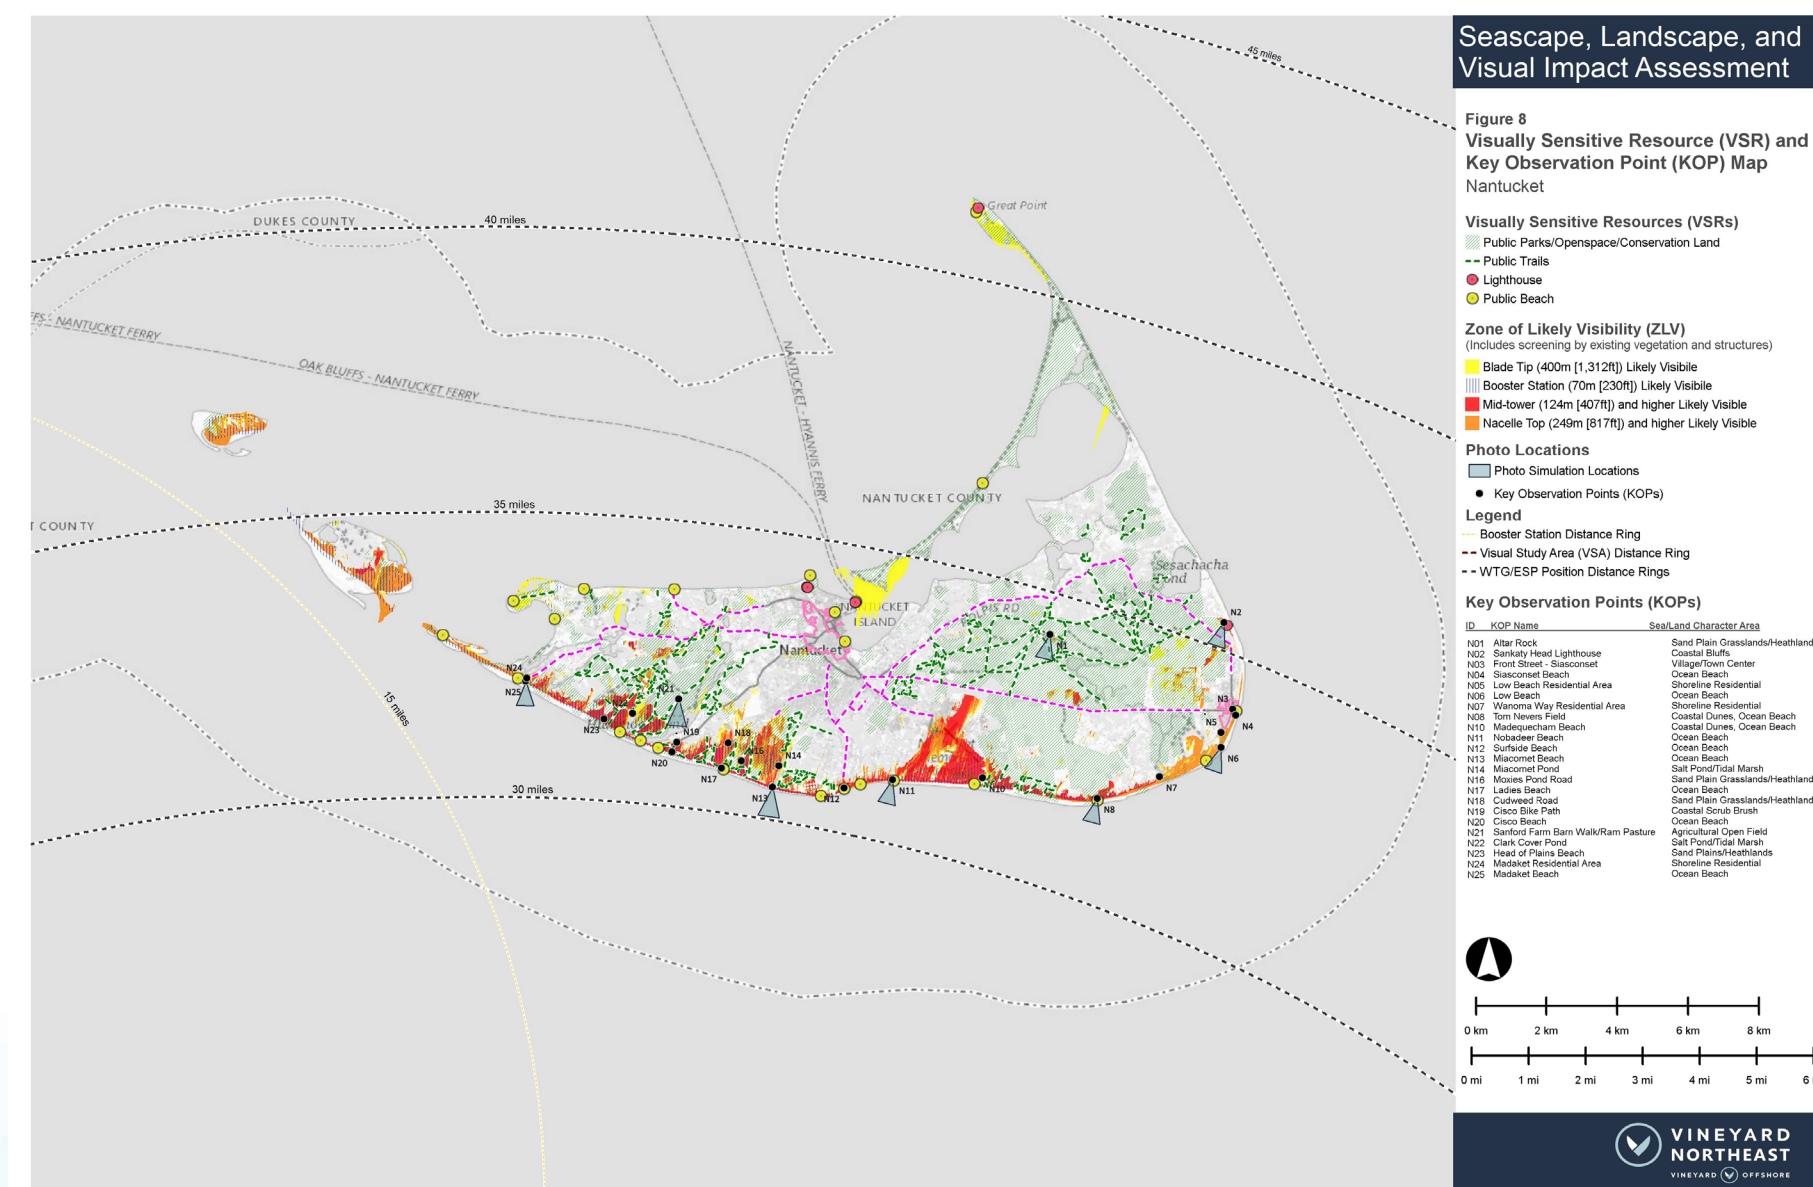 Seascape, Landscape, and
Visual Impact Assessment
Figure 8
Visually Sensitive Resource (VSR) and
Key Observation Point (KOP) Map
Nantucket
Visually Sensitive Resources (VSRs)
Public Parks/Openspace/Conservation Land
Public Trails
Lighthouse
Public Beach
Zone of Likely Visibility (ZLV)
(Includes screening by existing vegetation and structures)
Blade Tip (400m [1,312ft]) Likely Visibile
Booster Station (70m [230ft]) Likely Visibile
Mid-tower (124m [407ft]) and higher Likely Visible
Nacelle Top (249m [817ft]) and higher Likely Visible
Photo Locations
Photo Simulation Locations
Key Observation Points (KOPs)
Legend
Booster Station Distance Ring
Visual Study Area (VSA) Distance Ring
WTG/ESP Position Distance Rings
Key Observation Points (KOPs)
ID KOP Name Sea/Land Character Area
N01 Altar Rock Sand Plain Grasslands/Heathland
N02 Sankaty Head Lighthouse Coastal Bluffs
N03 Front Street - Siasconset Village/Town Center
N04 Siasconset Beach Ocean Beach
N05 Low Beach Residential Area Shoreline Residential
N06 Low Beach Ocean Beach
N07 Wanoma Way Residential Area Shoreline Residential
N08 Tom Nevers Field Coastal Dunes, Ocean Beach
N10 Madequecham Beach Coastal Dunes, Ocean Beach
N11 Nobadeer Beach Ocean Beach
N12 Surfside Beach Ocean Beach
N13 Miacomet Beach Ocean Beach
N14 Miacomet Pond Salt Pond/Tidal Marsh
N16 Moxies Pond Road Sand Plain Grasslands/Heathland
N17 Ladies Beach Ocean Beach
N18 Cudweed Road Sand Plain Grasslands/Heathland
N19 Cisco Bike Path Coastal Scrub Brush
N20 Cisco Beach Ocean Beach
N21 Sanford Farm Barn Walk/Ram Pasture Agricultural Open Field
N22 Clark Cover Pond Salt Pond/Tidal Marsh
N23 Head of Plains Beach Sand Plains/Heathlands
N24 Madaket Residential Area Shoreline Residential
N25 Madaket Beach Ocean Beach
0 km 2 km 4 km 6 km 8 km
0 mi 1 mi 2 mi 3 mi 4 mi 5 mi 6
VINEYARD
NORTHEAST
VINEYARD OFFSHORE
45 miles
Great Point
DUKES COUNTY
40 miles
NANTUCKET FERRY
OAK BLUFFS - NANTUCKET FERRY
NANTUCKET - HYANNIS FERRY
NANTUCKET COUNTY
35 miles
T COUNTY
Sesachacha
Pond
NANTUCKET
ISLAND
RD
Nantucket
15 miles
30 miles
N2
N1
N24
N25
N21
N23
N19
N18
N16
N20
N17
N14
N13
N12
N11
N10
N3
N5
N4
N6
N7
N8